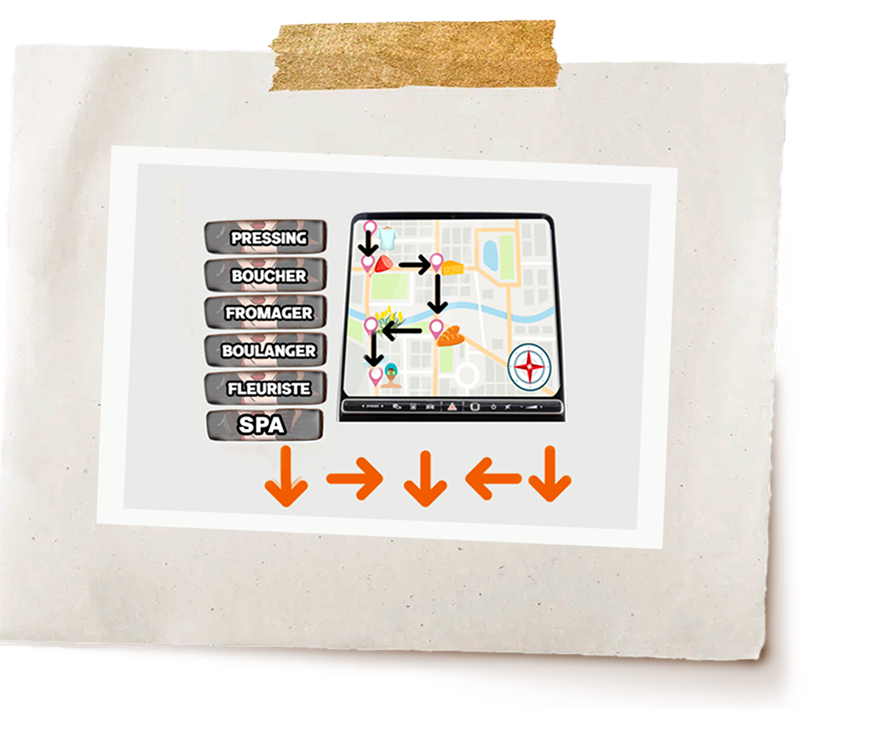 PRESSING
BOUCHER
FROMAGER
BOULANGER
FLEURISTE
SPA